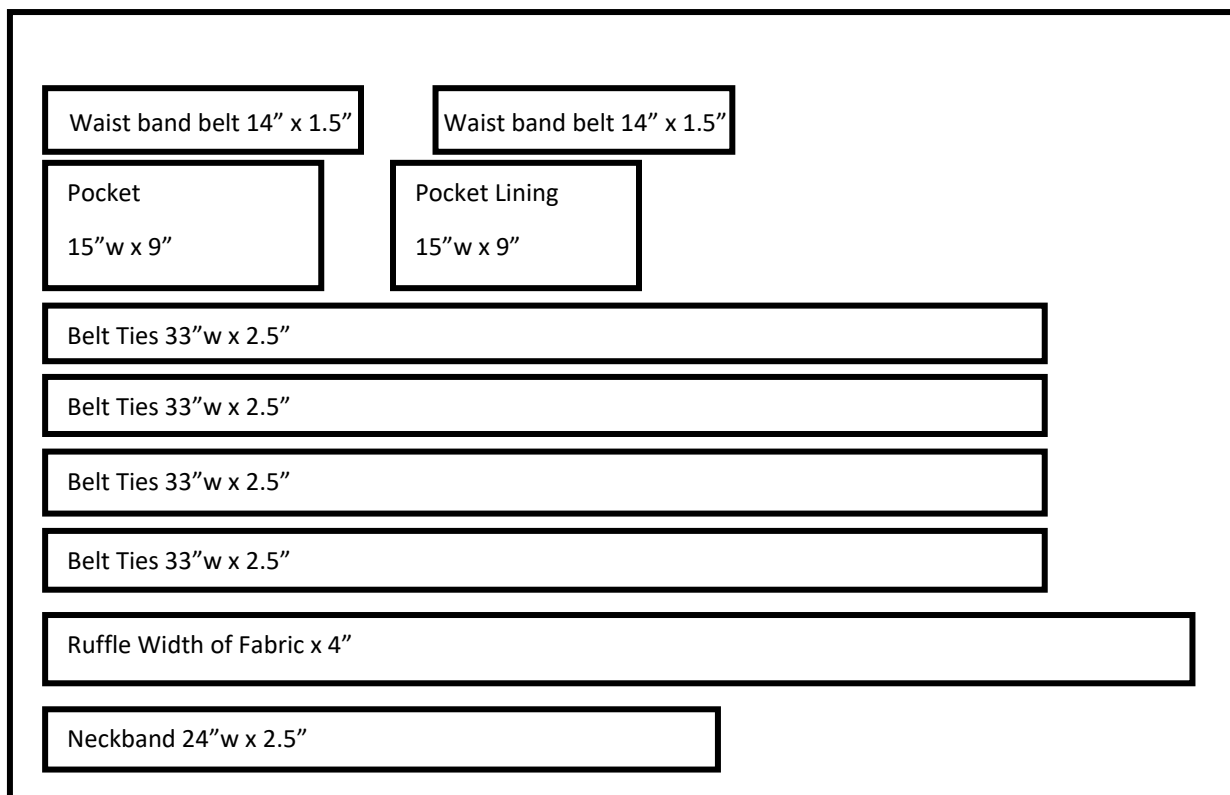 Waist band belt 14” x 1.5”
Waist band belt 14” x 1.5”
Pocket
15”w x 9”
Pocket Lining
15”w x 9”
Belt Ties 33”w x 2.5”
Belt Ties 33”w x 2.5”
Belt Ties 33”w x 2.5”
Belt Ties 33”w x 2.5”
Ruffle Width of Fabric x 4”
Neckband 24”w x 2.5”